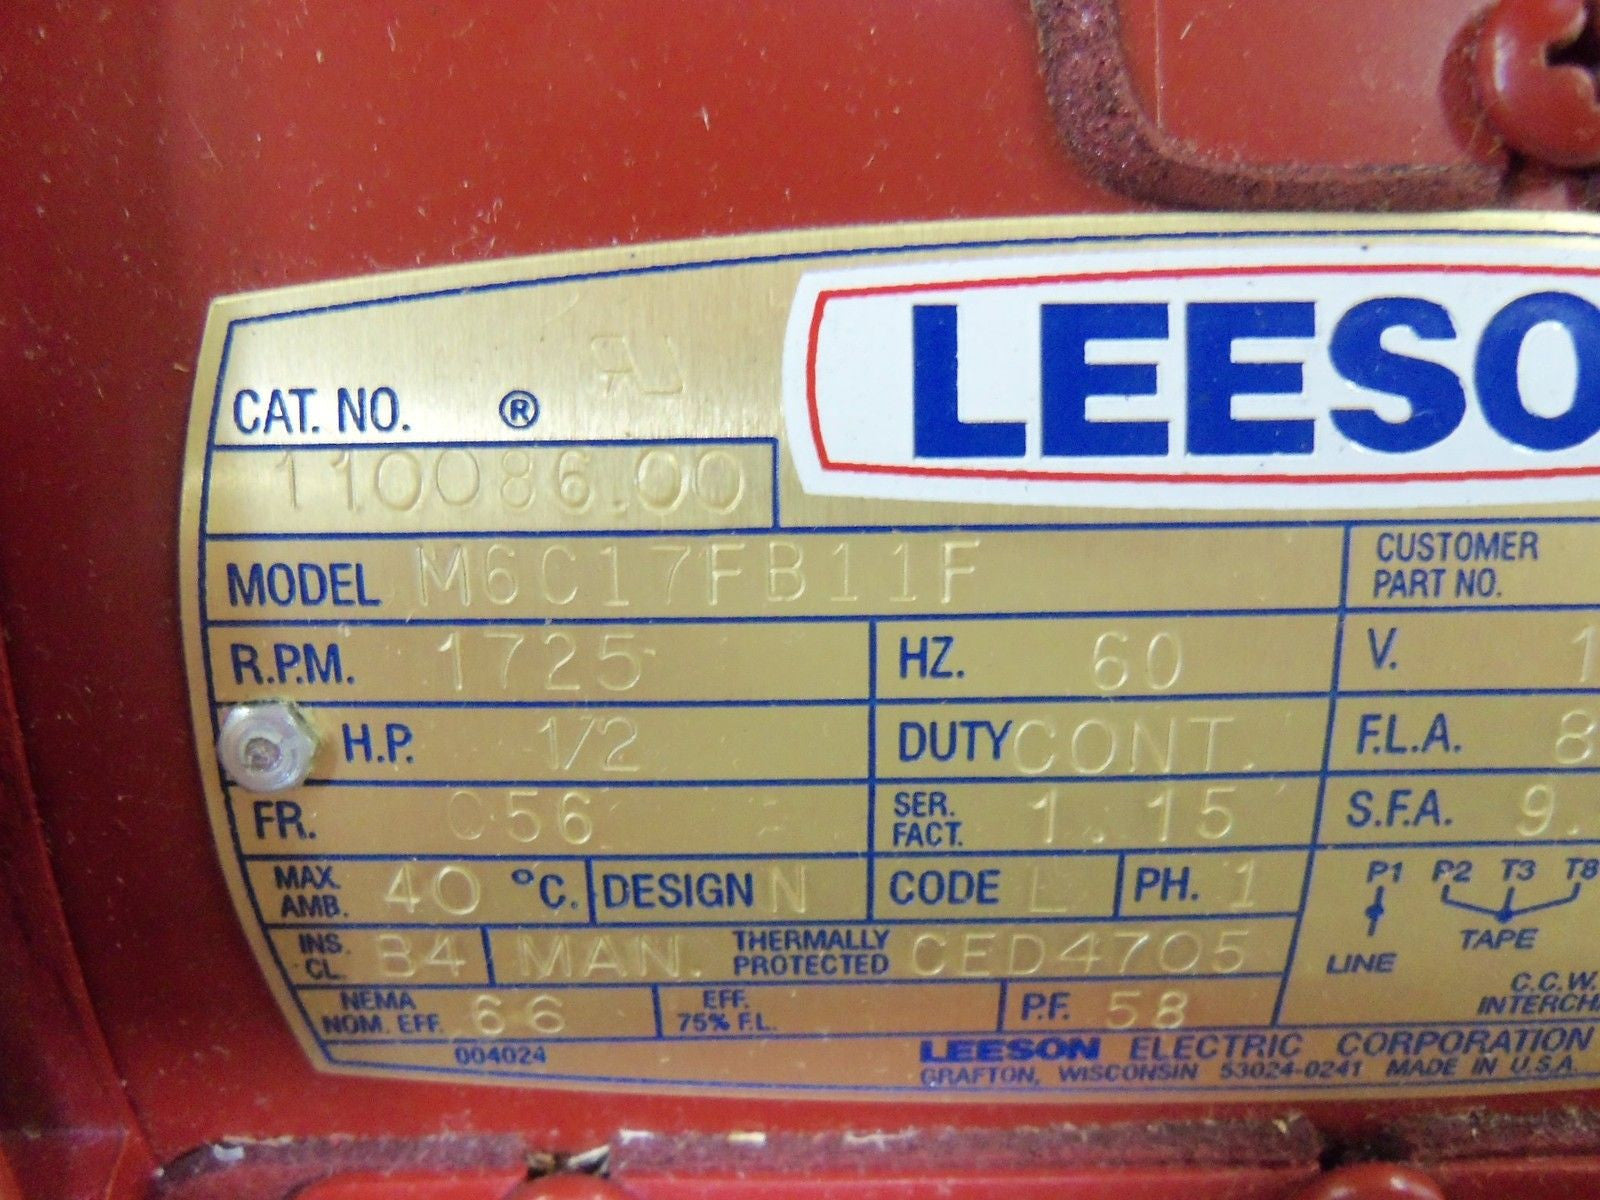 LEESO
CAT. NO. ®
110086.00
MODEL M6C17FB11F
CUSTOMER
PART NO.
R.P.M. 1725 HZ. 60 V. 1
H.P. 1/2 DUTY CONT. F.L.A. 8
FR. 056 SER.
FACT. 1.15 S.F.A. 9.
MAX.
AMB. 40 °C. DESIGN N CODE L PH. 1
P1 P2 T3 T8
LINE TAPE
INS.
CL. B4 MAN. THERMALLY
PROTECTED CED4705
C.C.W.
INTERCH
NEMA
NOM. EFF. 66 EFF.
75% F.L. P.F. 58
004024
LEESON ELECTRIC CORPORATION
GRAFTON, WISCONSIN 53024-0241 MADE IN U.S.A.